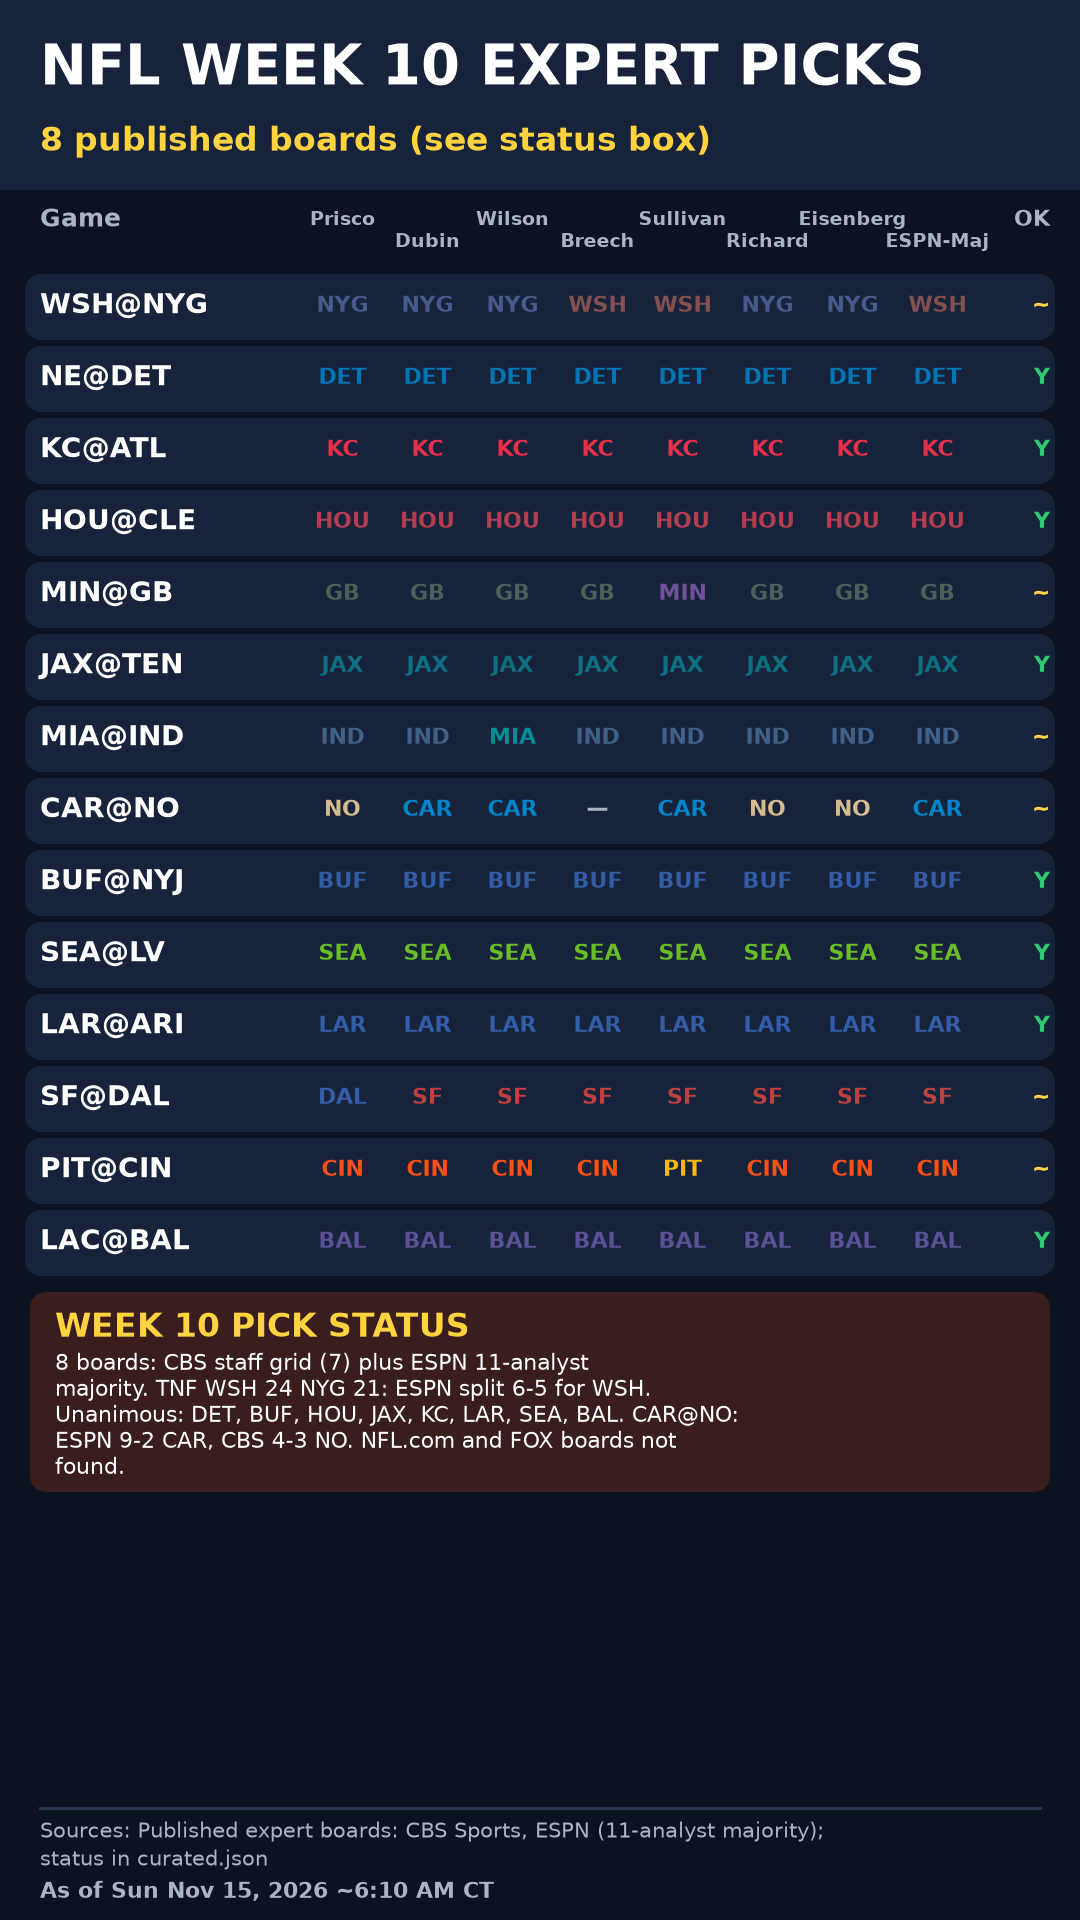 NFL WEEK 10 EXPERT PICKS
8 published boards (see status box)
Game Prisco Dubin Wilson Breech Sullivan Richard Eisenberg ESPN-Maj OK
WSH@NYG NYG NYG NYG WSH WSH NYG NYG WSH ~
NE@DET DET DET DET DET DET DET DET DET Y
KC@ATL KC KC KC KC KC KC KC KC Y
HOU@CLE HOU HOU HOU HOU HOU HOU HOU HOU Y
MIN@GB GB GB GB GB MIN GB GB GB ~
JAX@TEN JAX JAX JAX JAX JAX JAX JAX JAX Y
MIA@IND IND IND MIA IND IND IND IND IND ~
CAR@NO NO CAR CAR — CAR NO NO CAR ~
BUF@NYJ BUF BUF BUF BUF BUF BUF BUF BUF Y
SEA@LV SEA SEA SEA SEA SEA SEA SEA SEA Y
LAR@ARI LAR LAR LAR LAR LAR LAR LAR LAR Y
SF@DAL DAL SF SF SF SF SF SF SF ~
PIT@CIN CIN CIN CIN CIN PIT CIN CIN CIN ~
LAC@BAL BAL BAL BAL BAL BAL BAL BAL BAL Y
WEEK 10 PICK STATUS
8 boards: CBS staff grid (7) plus ESPN 11-analyst
majority. TNF WSH 24 NYG 21: ESPN split 6-5 for WSH.
Unanimous: DET, BUF, HOU, JAX, KC, LAR, SEA, BAL. CAR@NO:
ESPN 9-2 CAR, CBS 4-3 NO. NFL.com and FOX boards not
found.
Sources: Published expert boards: CBS Sports, ESPN (11-analyst majority);
status in curated.json
As of Sun Nov 15, 2026 ~6:10 AM CT